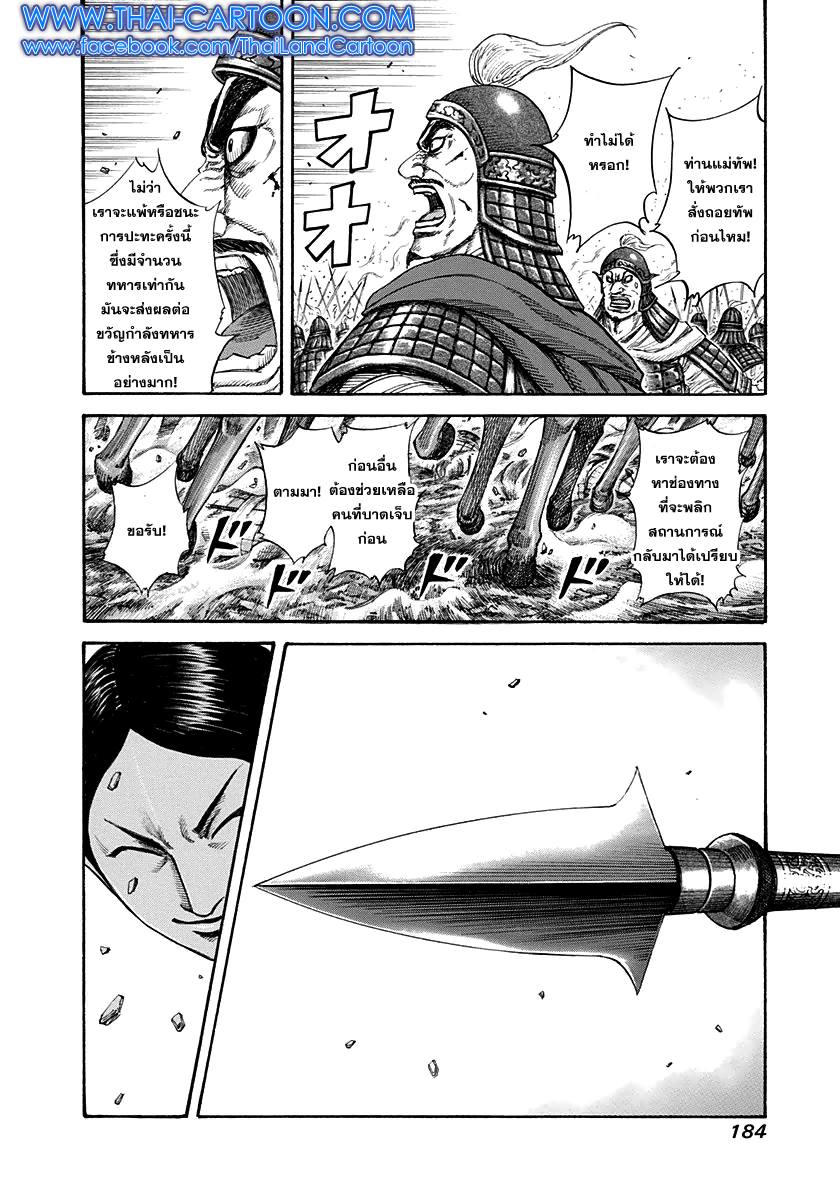 WWW.THAI-CARTOON.COM
www.facebook.com/ThaiLandCartoon
ท่านแม่ทัพ!
ให้พวกเรา
สั่งถอยทัพ
ก่อนไหม!
ทำไม่ได้
หรอก!
オオ
ไม่ว่า
เราจะแพ้หรือชนะ
การปะทะครั้งนี้
ซึ่งมีจำนวน
ทหารเท่ากัน
มันจะส่งผลต่อ
ขวัญกำลังทหาร
ข้างหลังเป็น
อย่างมาก!
เราจะต้อง
หาช่องทาง
ที่จะพลิก
สถานการณ์
กลับมาได้เปรียบ
ให้ได้!
ก่อนอื่น
ต้องช่วยเหลือ
คนที่บาดเจ็บ
ก่อน
ตามมา!
ขอรับ!
ドドドド
184